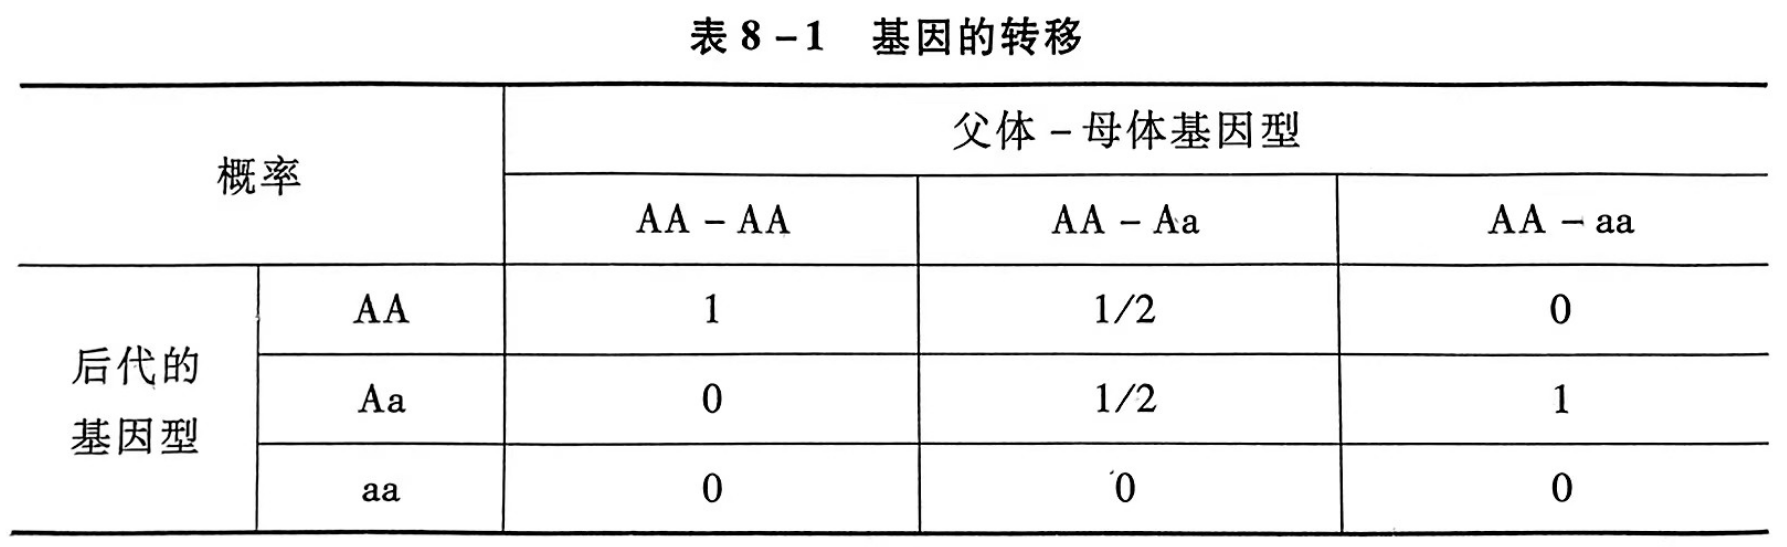 表 8-1 基因的转移
概率
父体-母体基因型
AA-AA AA-Aa AA-aa
后代的
基因型
AA 1 1/2 0
Aa 0 1/2 1
aa 0 0 0